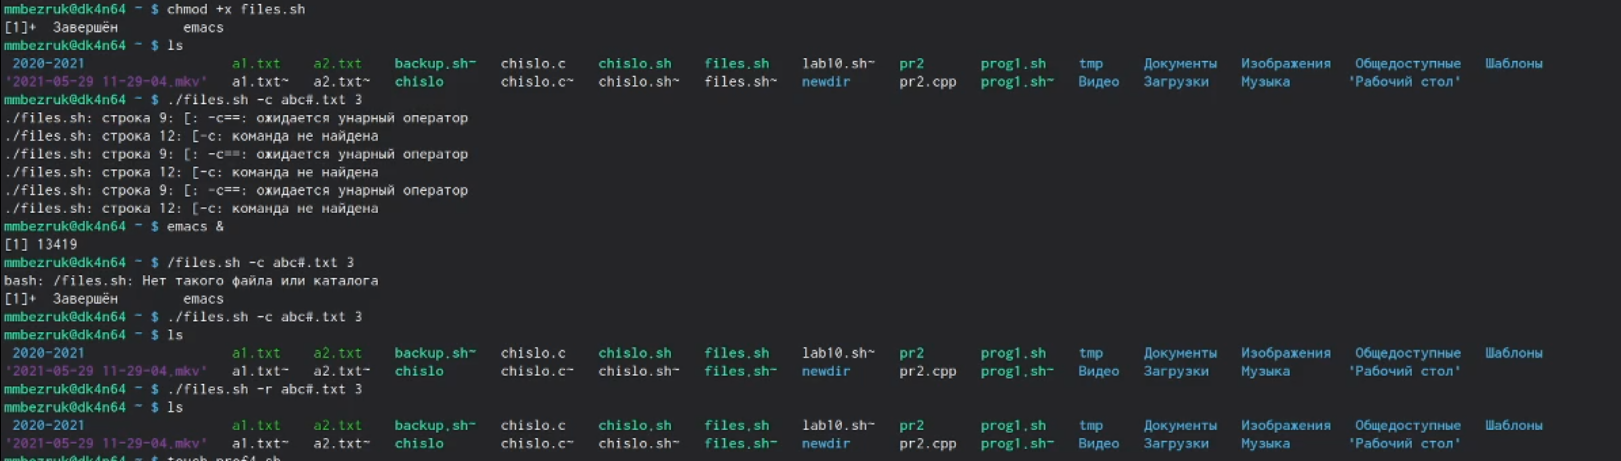 mmbezruk@dk4n64 ~ $ chmod +x files.sh
[1]+  Завершён        emacs
mmbezruk@dk4n64 ~ $ ls
 2020-2021                  a1.txt    a2.txt    backup.sh~  chislo.c   chislo.sh   files.sh   lab10.sh~  pr2      prog1.sh   tmp    Документы  Изображения  Общедоступные   Шаблоны
'2021-05-29 11-29-04.mkv'   a1.txt~   a2.txt~   chislo      chislo.c~  chislo.sh~  files.sh~  newdir     pr2.cpp  prog1.sh~  Видео  Загрузки   Музыка       'Рабочий стол'
mmbezruk@dk4n64 ~ $ ./files.sh -c abc#.txt 3
./files.sh: строка 9: [: -c==: ожидается унарный оператор
./files.sh: строка 12: [-c: команда не найдена
./files.sh: строка 9: [: -c==: ожидается унарный оператор
./files.sh: строка 12: [-c: команда не найдена
./files.sh: строка 9: [: -c==: ожидается унарный оператор
./files.sh: строка 12: [-c: команда не найдена
mmbezruk@dk4n64 ~ $ emacs &
[1] 13419
mmbezruk@dk4n64 ~ $ /files.sh -c abc#.txt 3
bash: /files.sh: Нет такого файла или каталога
[1]+  Завершён        emacs
mmbezruk@dk4n64 ~ $ ./files.sh -c abc#.txt 3
mmbezruk@dk4n64 ~ $ ls
 2020-2021                  a1.txt    a2.txt    backup.sh~  chislo.c   chislo.sh   files.sh   lab10.sh~  pr2      prog1.sh   tmp    Документы  Изображения  Общедоступные   Шаблоны
'2021-05-29 11-29-04.mkv'   a1.txt~   a2.txt~   chislo      chislo.c~  chislo.sh~  files.sh~  newdir     pr2.cpp  prog1.sh~  Видео  Загрузки   Музыка       'Рабочий стол'
mmbezruk@dk4n64 ~ $ ./files.sh -r abc#.txt 3
mmbezruk@dk4n64 ~ $ ls
 2020-2021                  a1.txt    a2.txt    backup.sh~  chislo.c   chislo.sh   files.sh   lab10.sh~  pr2      prog1.sh   tmp    Документы  Изображения  Общедоступные   Шаблоны
'2021-05-29 11-29-04.mkv'   a1.txt~   a2.txt~   chislo      chislo.c~  chislo.sh~  files.sh~  newdir     pr2.cpp  prog1.sh~  Видео  Загрузки   Музыка       'Рабочий стол'
mmbezruk@dk4n64 ~ $ touch